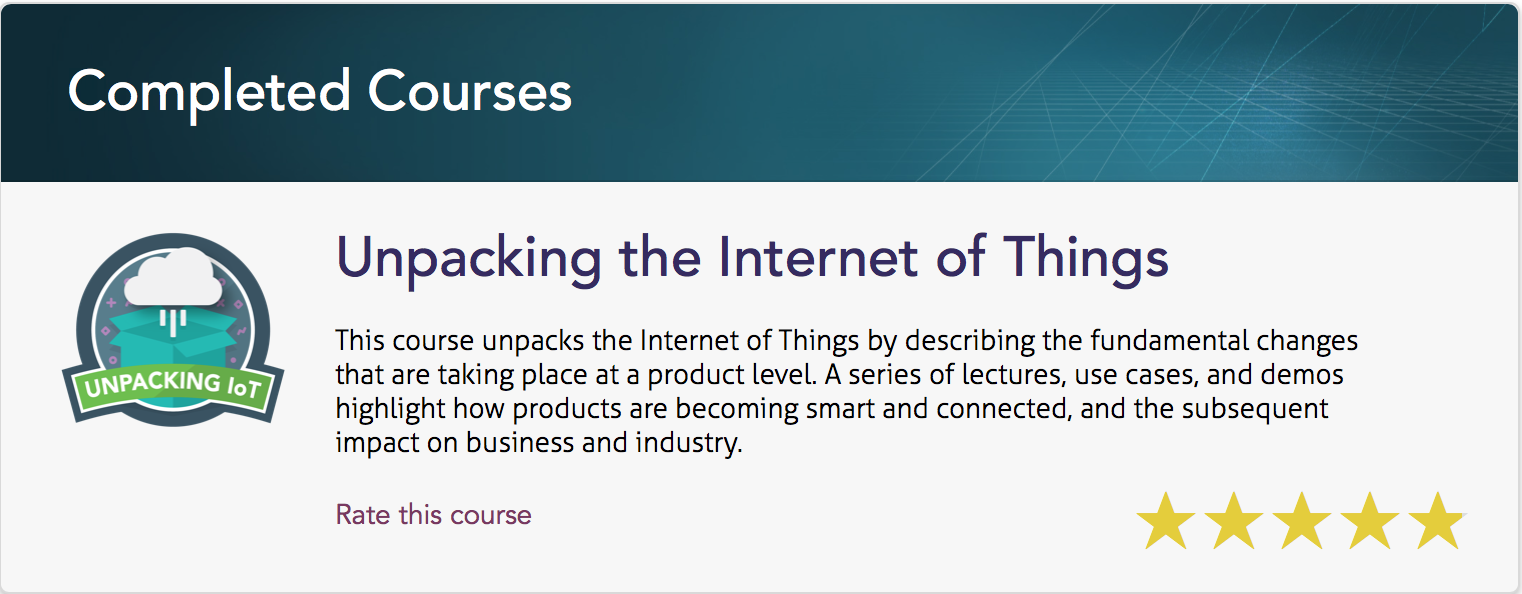 Completed Courses
Unpacking the Internet of Things
UNPACKING IoT
This course unpacks the Internet of Things by describing the fundamental changes
that are taking place at a product level. A series of lectures, use cases, and demos
highlight how products are becoming smart and connected, and the subsequent
impact on business and industry.
Rate this course